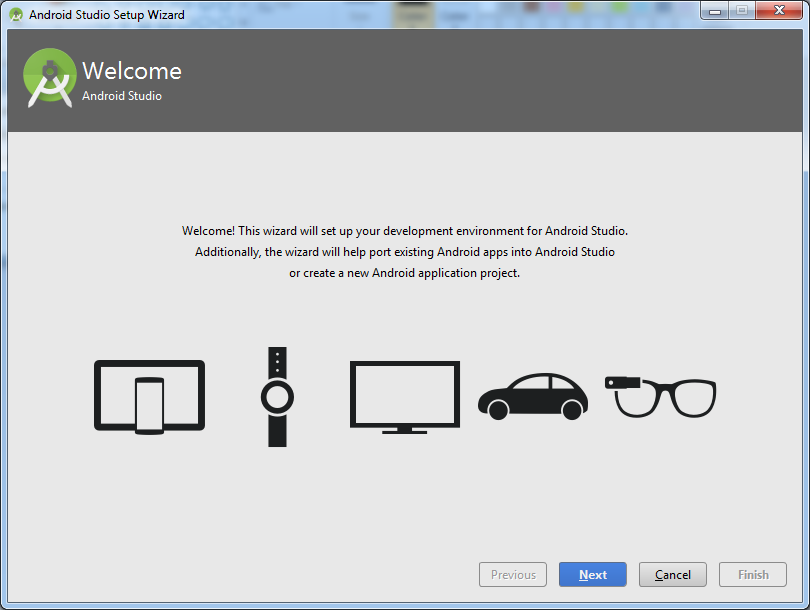 Android Studio Setup Wizard
Welcome
Android Studio
Welcome! This wizard will set up your development environment for Android Studio.
Additionally, the wizard will help port existing Android apps into Android Studio
or create a new Android application project.
Previous Next Cancel Finish